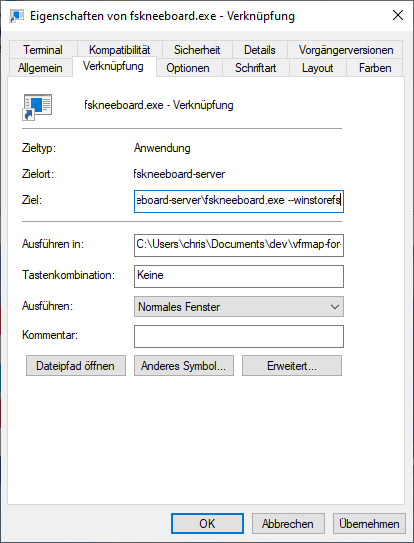 Eigenschaften von fskneeboard.exe - Verknüpfung
Terminal Kompatibilität Sicherheit Details Vorgängerversionen
Allgemein Verknüpfung Optionen Schriftart Layout Farben
fskneeboard.exe - Verknüpfung
Zieltyp: Anwendung
Zielort: fskneeboard-server
Ziel: eboard-server\fskneeboard.exe --winstorefs
Ausführen in: C:\Users\chris\Documents\dev\vfrmap-for-
Tastenkombination: Keine
Ausführen: Normales Fenster
Kommentar:
Dateipfad öffnen Anderes Symbol... Erweitert...
OK Abbrechen Übernehmen